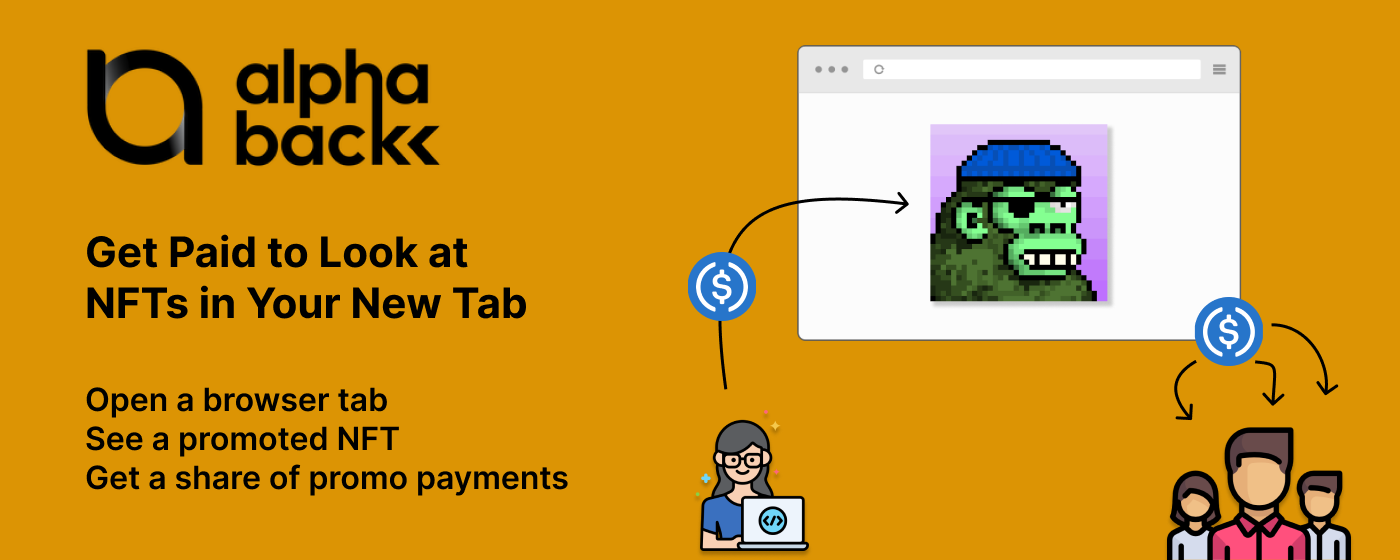 alpha
back
Get Paid to Look at
NFTs in Your New Tab
Open a browser tab
See a promoted NFT
Get a share of promo payments